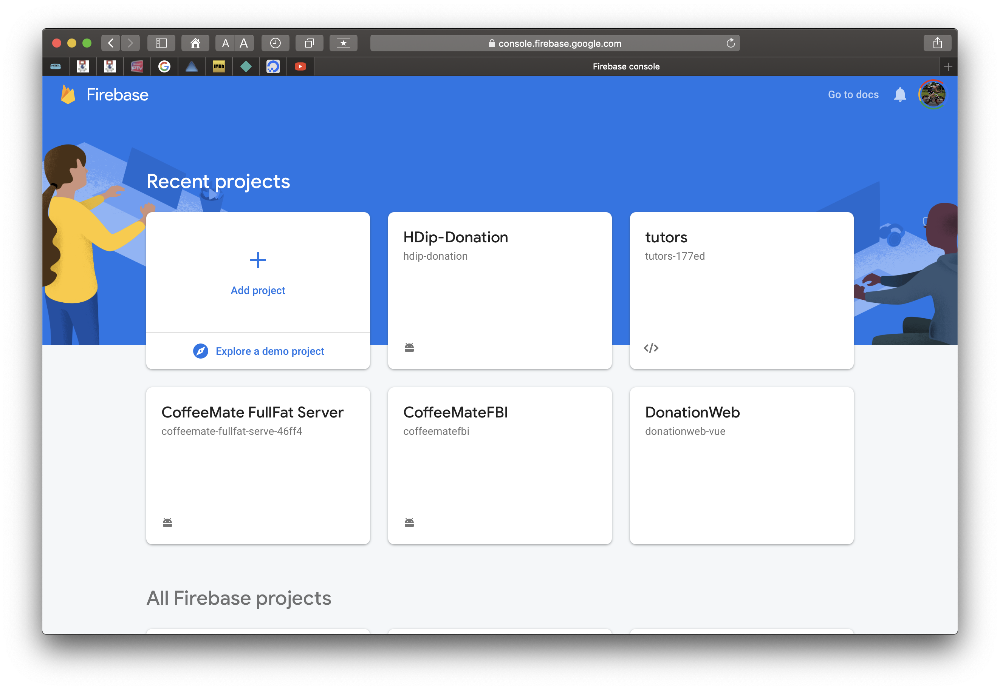 A A
console.firebase.google.com
IPTV
IMDb
Firebase console
Firebase
Go to docs
Recent projects
Add project
Explore a demo project
HDip-Donation
hdip-donation
tutors
tutors-177ed
</>
CoffeeMate FullFat Server
coffeemate-fullfat-serve-46ff4
CoffeeMateFBI
coffeematefbi
DonationWeb
donationweb-vue
All Firebase projects